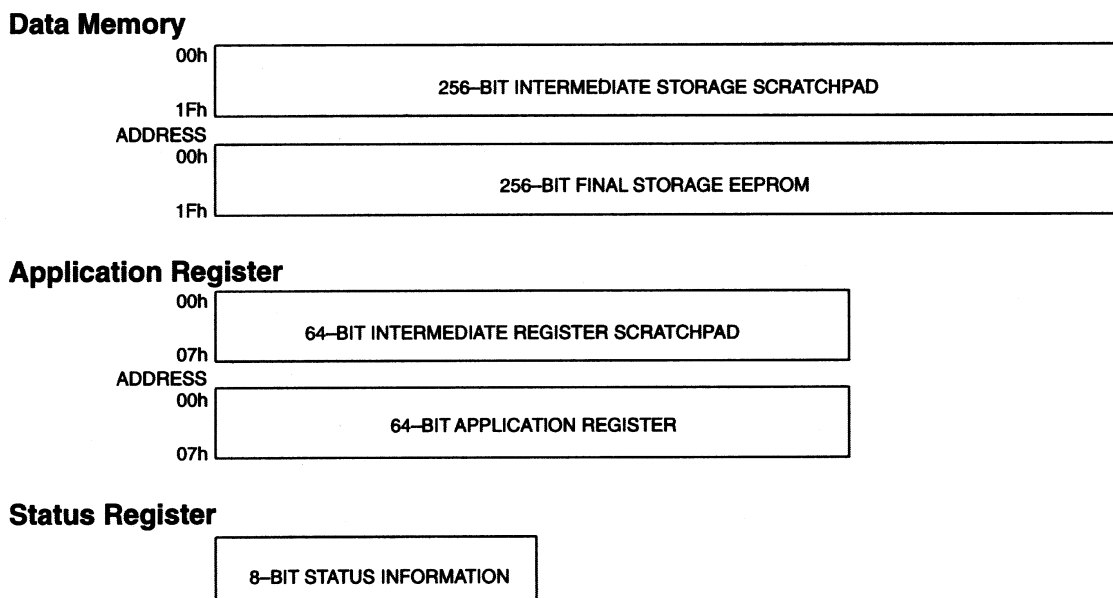 Data Memory
00h
256–BIT INTERMEDIATE STORAGE SCRATCHPAD
1Fh
ADDRESS
00h
256–BIT FINAL STORAGE EEPROM
1Fh
Application Register
00h
64–BIT INTERMEDIATE REGISTER SCRATCHPAD
07h
ADDRESS
00h
64–BIT APPLICATION REGISTER
07h
Status Register
8–BIT STATUS INFORMATION